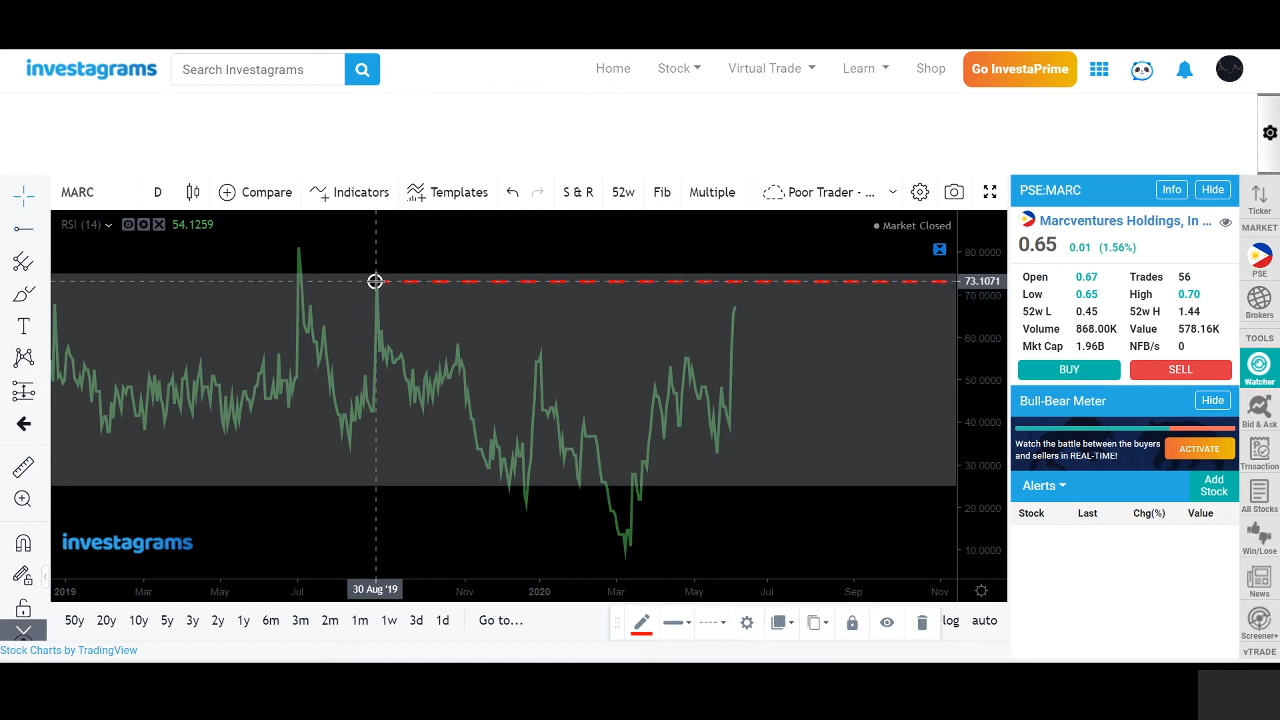 investagrams
Search Investagrams
Home
Stock
Virtual Trade
Learn
Shop
Go InvestaPrime
MARC
D
Compare
Indicators
Templates
S & R
52w
Fib
Multiple
Poor Trader - ...
PSE:MARC
Info
Hide
Ticker
RSI (14)
54.1259
Market Closed
Marcventures Holdings, In ...
0.65
0.01 (1.56%)
MARKET
PSE
Open 0.67 Trades 56
Low 0.65 High 0.70
52w L 0.45 52w H 1.44
Volume 868.00K Value 578.16K
Mkt Cap 1.96B NFB/s 0
Brokers
TOOLS
BUY
SELL
Watcher
Bull-Bear Meter
Hide
Watch the battle between the buyers
and sellers in REAL-TIME!
ACTIVATE
Bid & Ask
Trnsaction
Alerts
Add
Stock
Stock Last Chg(%) Value
All Stocks
Win/Lose
News
Screener+
vTRADE
80.0000
73.1071
70.0000
60.0000
50.0000
40.0000
30.0000
20.0000
10.0000
investagrams
2019 Mar May Jul 30 Aug '19 Nov 2020 Mar May Jul Sep Nov
50y 20y 10y 5y 3y 2y 1y 6m 3m 2m 1m 1w 3d 1d Go to...
log auto
Stock Charts by TradingView